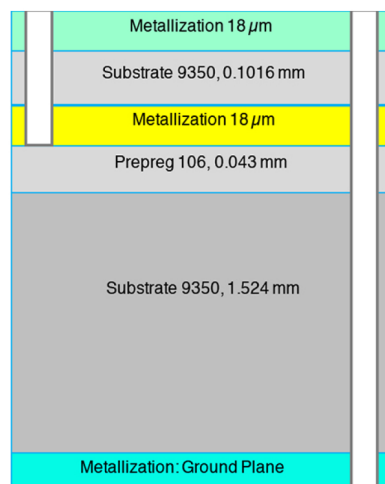 Metallization 18 µm
Substrate 9350, 0.1016 mm
Metallization 18 µm
Prepreg 106, 0.043 mm
Substrate 9350, 1.524 mm
Metallization: Ground Plane